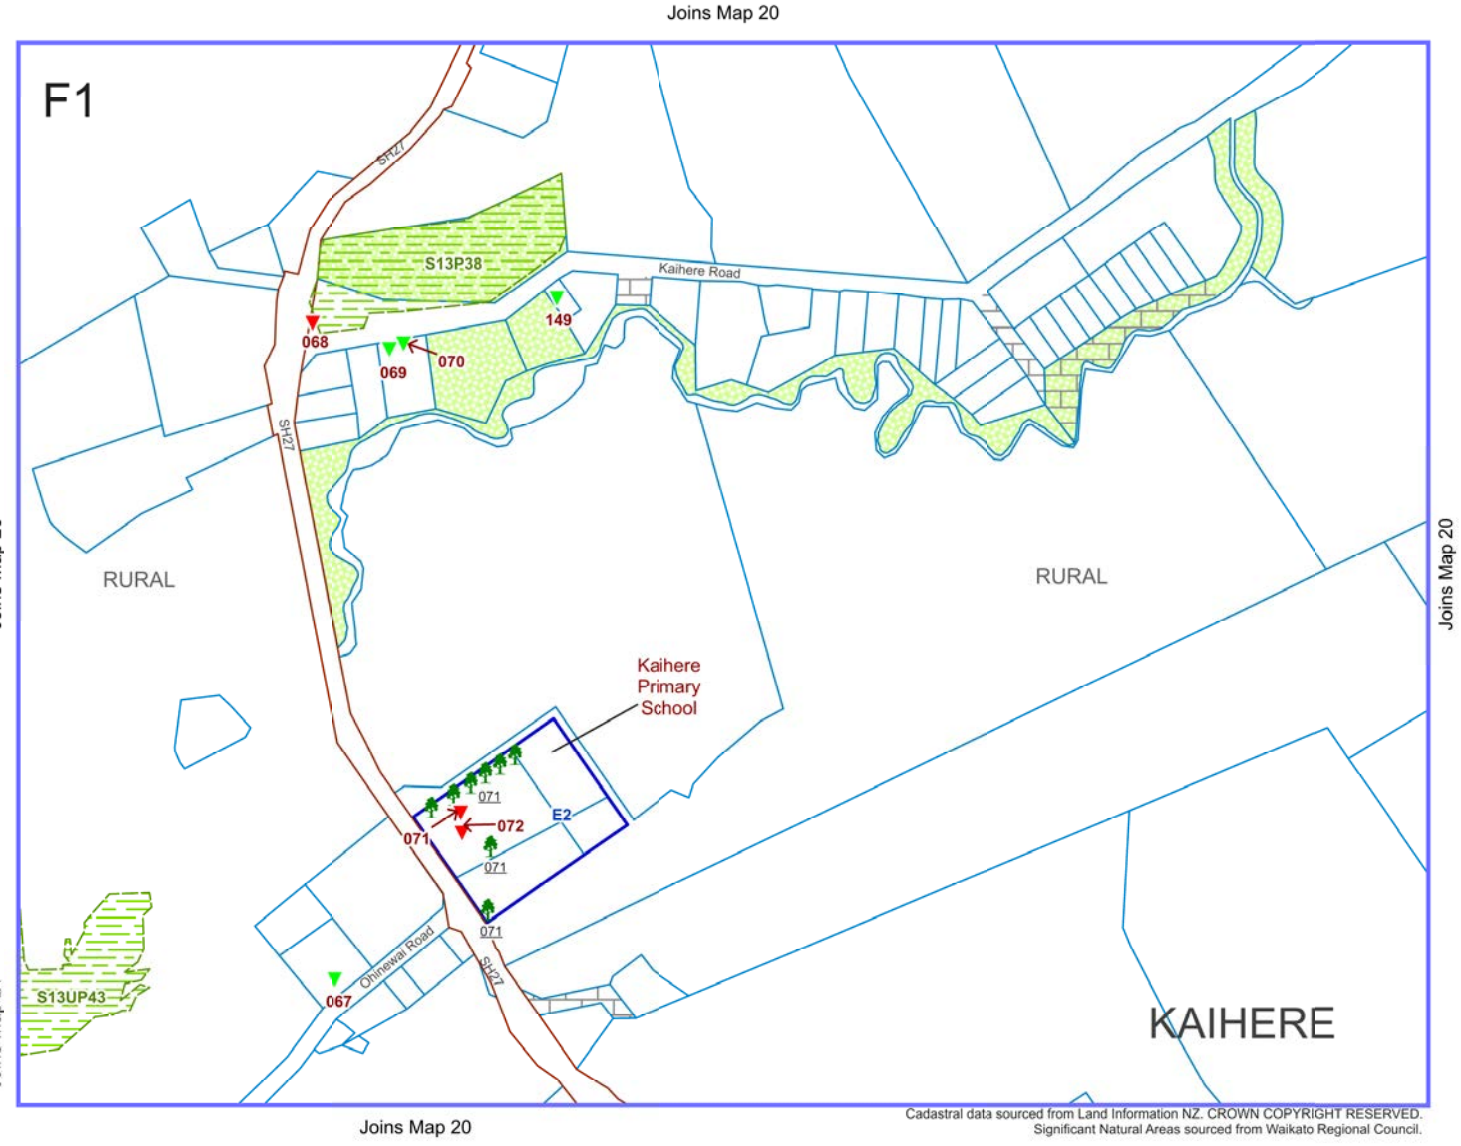 Joins Map 20
F1
SH27
S13P38
Kaihere Road
149
068
070
069
SH27
RURAL
RURAL
Joins Map 20
Kaihere
Primary
School
071
E2
071
072
071
071
Ohinewai Road
SH27
S13UP43
067
KAIHERE
Cadastral data sourced from Land Information NZ. CROWN COPYRIGHT RESERVED.
Significant Natural Areas sourced from Waikato Regional Council.
Joins Map 20